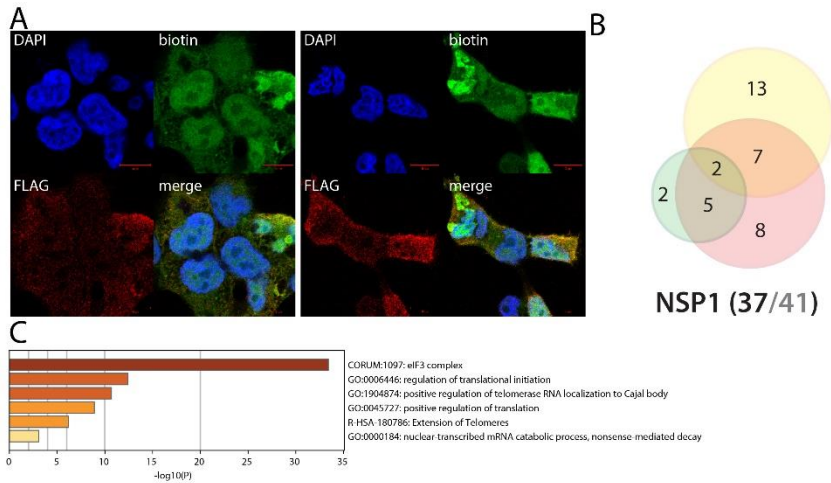 A
DAPI
biotin
DAPI
biotin
FLAG
merge
FLAG
merge
B
13
7
2
2
5
8
NSP1 (37/41)
C
CORUM:1097: eIF3 complex
GO:0006446: regulation of translational initiation
GO:1904874: positive regulation of telomerase RNA localization to Cajal body
GO:0045727: positive regulation of translation
R-HSA-180786: Extension of Telomeres
GO:0000184: nuclear-transcribed mRNA catabolic process, nonsense-mediated decay
0 5 10 15 20 25 30 35
-log10(P)